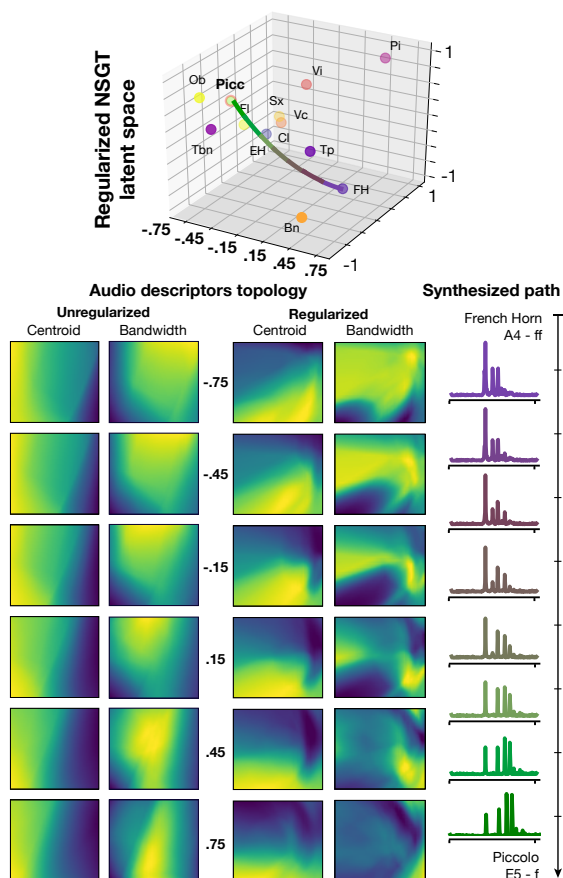 Regularized NSGT
latent space
Pi
Ob
Picc
Vi
Fl
Sx
Vc
Tbn
EH
Cl
Tp
FH
Bn
1
-1
1
-1
-.75
-.45
-.15
.15
.45
.75
Audio descriptors topology
Synthesized path
Unregularized
Regularized
Centroid
Bandwidth
Centroid
Bandwidth
French Horn
A4 - ff
-.75
-.45
-.15
.15
.45
.75
Piccolo
E5 - f